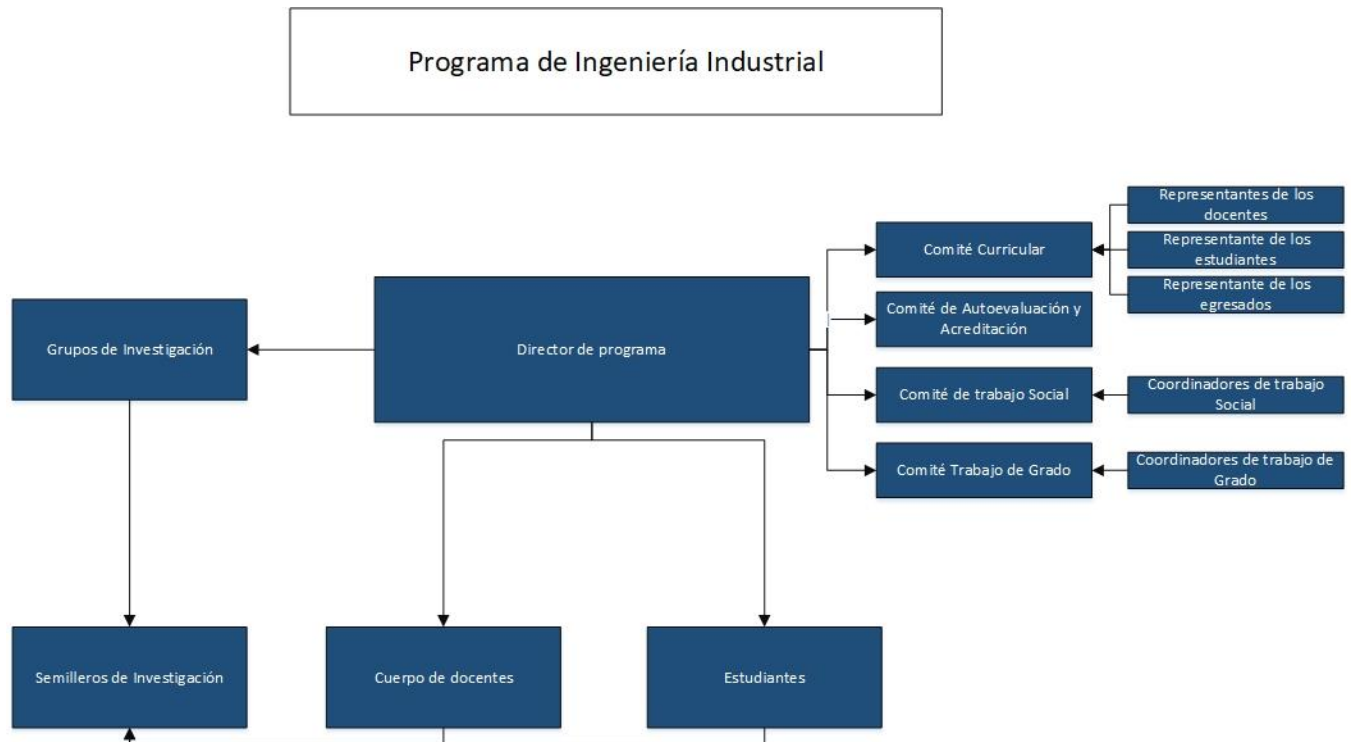 Programa de Ingeniería Industrial
Representantes de los
docentes
Comité Curricular
Representante de los
estudiantes
Representante de los
egresados
Comité de Autoevaluación y
Acreditación
Grupos de Investigación
Director de programa
Comité de trabajo Social
Coordinadores de trabajo
Social
Comité Trabajo de Grado
Coordinadores de trabajo de
Grado
Semilleros de Investigación
Cuerpo de docentes
Estudiantes